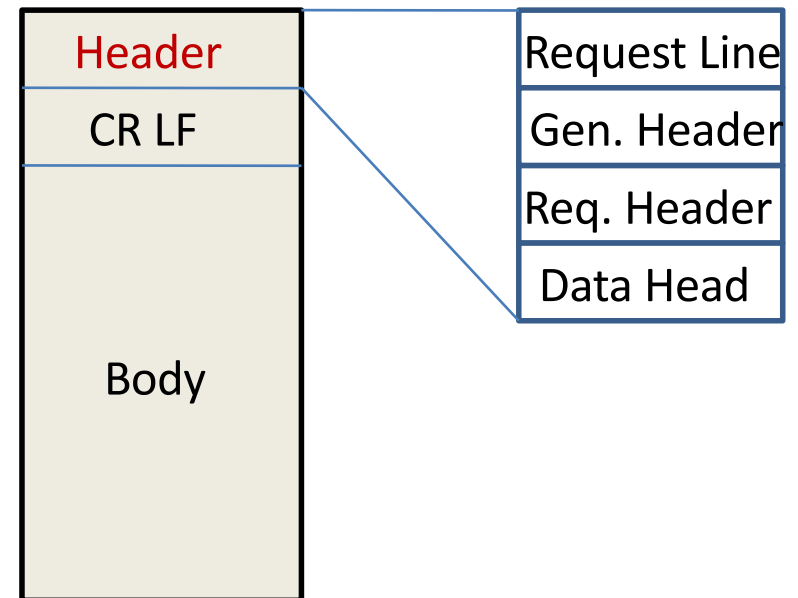 Header
CR LF
Body
Request Line
Gen. Header
Req. Header
Data Head